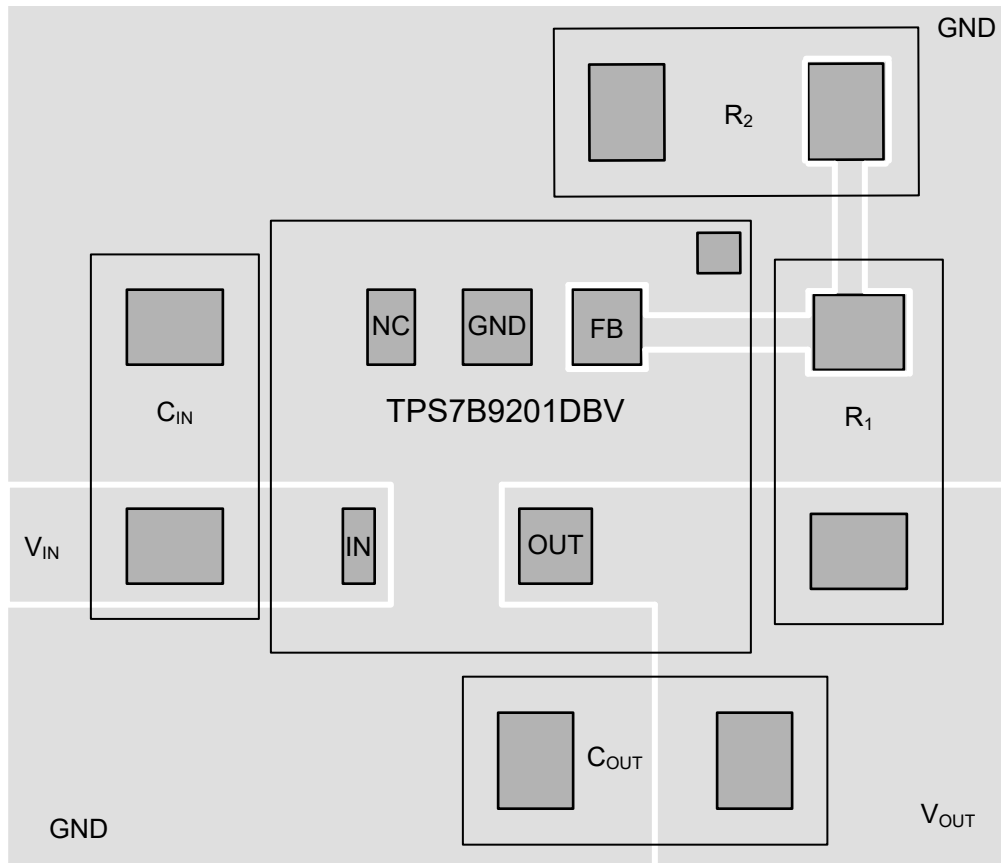 GND
R2
NC
GND
FB
TPS7B9201DBV
CIN
R1
VIN
IN
OUT
COUT
VOUT
GND